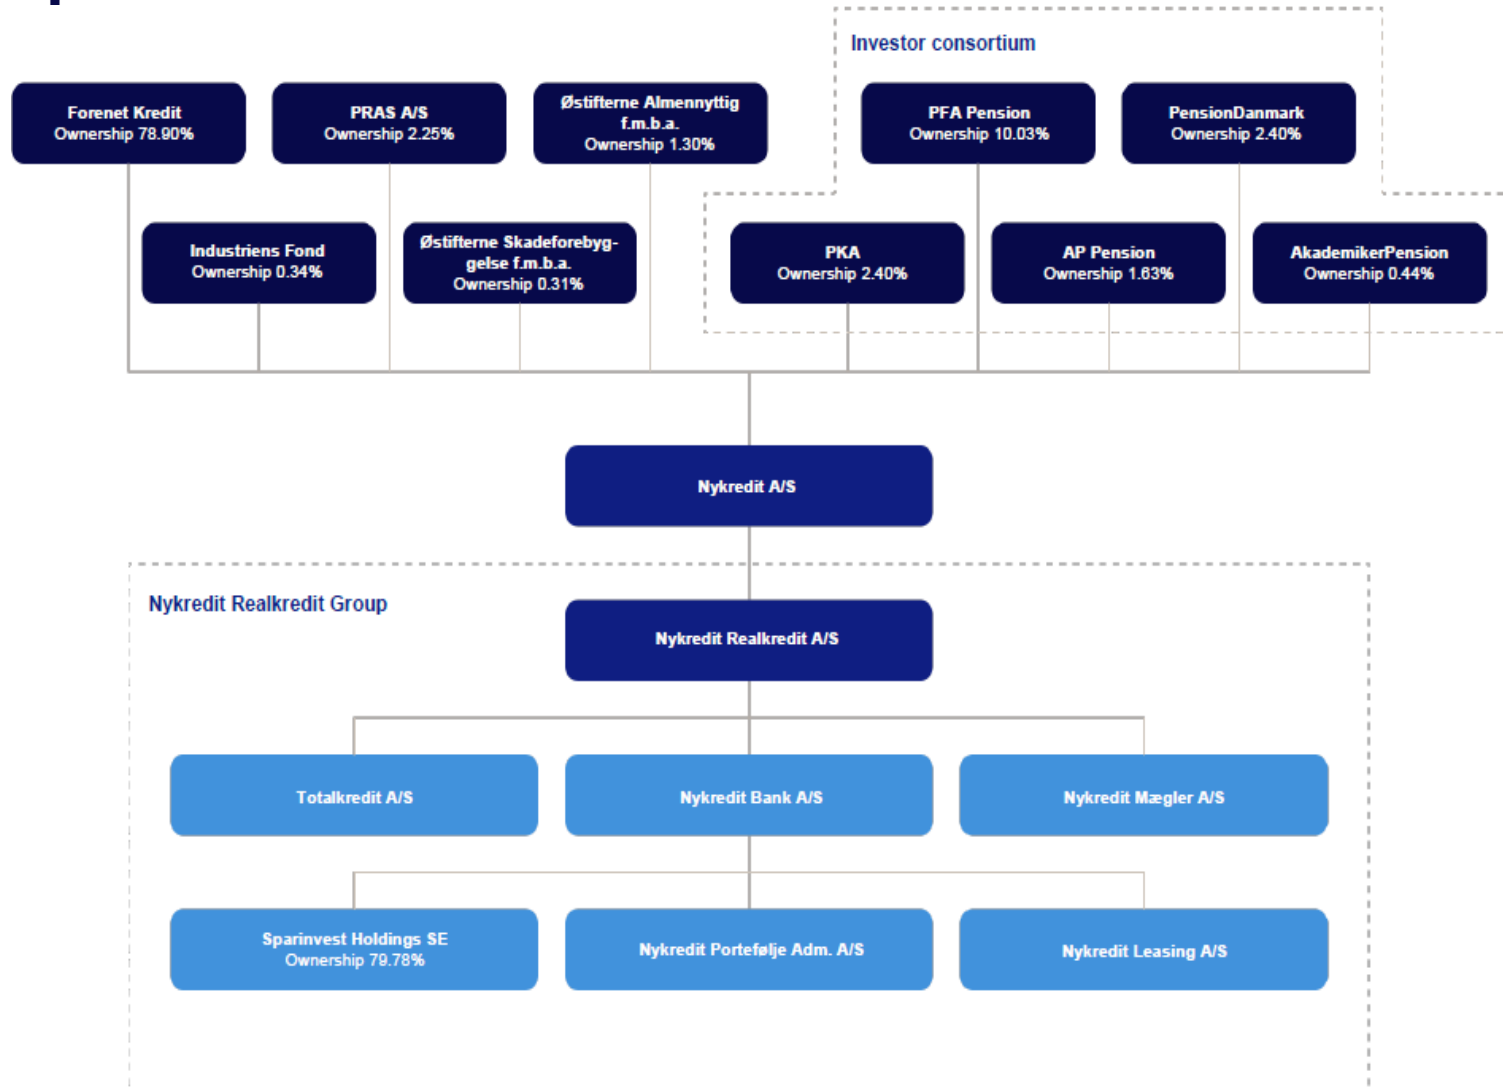 Investor consortium
Forenet Kredit
Ownership 78.90%
PRAS A/S
Ownership 2.25%
Østifterne Almennyttig
f.m.b.a.
Ownership 1.30%
PFA Pension
Ownership 10.03%
PensionDanmark
Ownership 2.40%
Industriens Fond
Ownership 0.34%
Østifterne Skadeforebyg-
gelse f.m.b.a.
Ownership 0.31%
PKA
Ownership 2.40%
AP Pension
Ownership 1.63%
AkademikerPension
Ownership 0.44%
Nykredit A/S
Nykredit Realkredit Group
Nykredit Realkredit A/S
Totalkredit A/S
Nykredit Bank A/S
Nykredit Mægler A/S
Sparinvest Holdings SE
Ownership 79.78%
Nykredit Portefølje Adm. A/S
Nykredit Leasing A/S